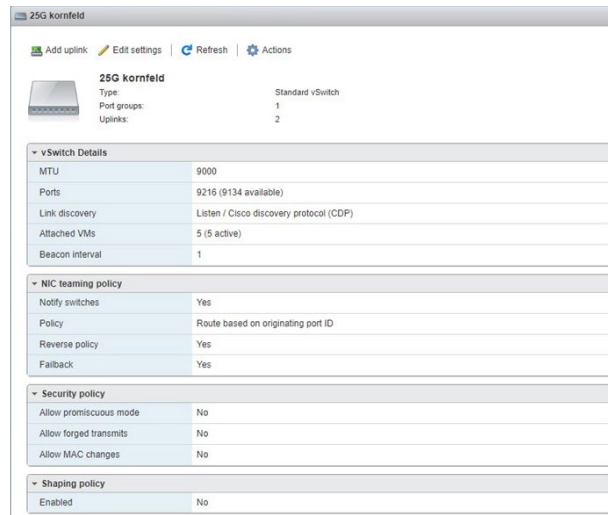 25G kornfeld
Add uplink Edit settings Refresh Actions
25G kornfeld
Type: Standard vSwitch
Port groups: 1
Uplinks: 2
vSwitch Details
MTU 9000
Ports 9216 (9134 available)
Link discovery Listen / Cisco discovery protocol (CDP)
Attached VMs 5 (5 active)
Beacon interval 1
NIC teaming policy
Notify switches Yes
Policy Route based on originating port ID
Reverse policy Yes
Failback Yes
Security policy
Allow promiscuous mode No
Allow forged transmits No
Allow MAC changes No
Shaping policy
Enabled No